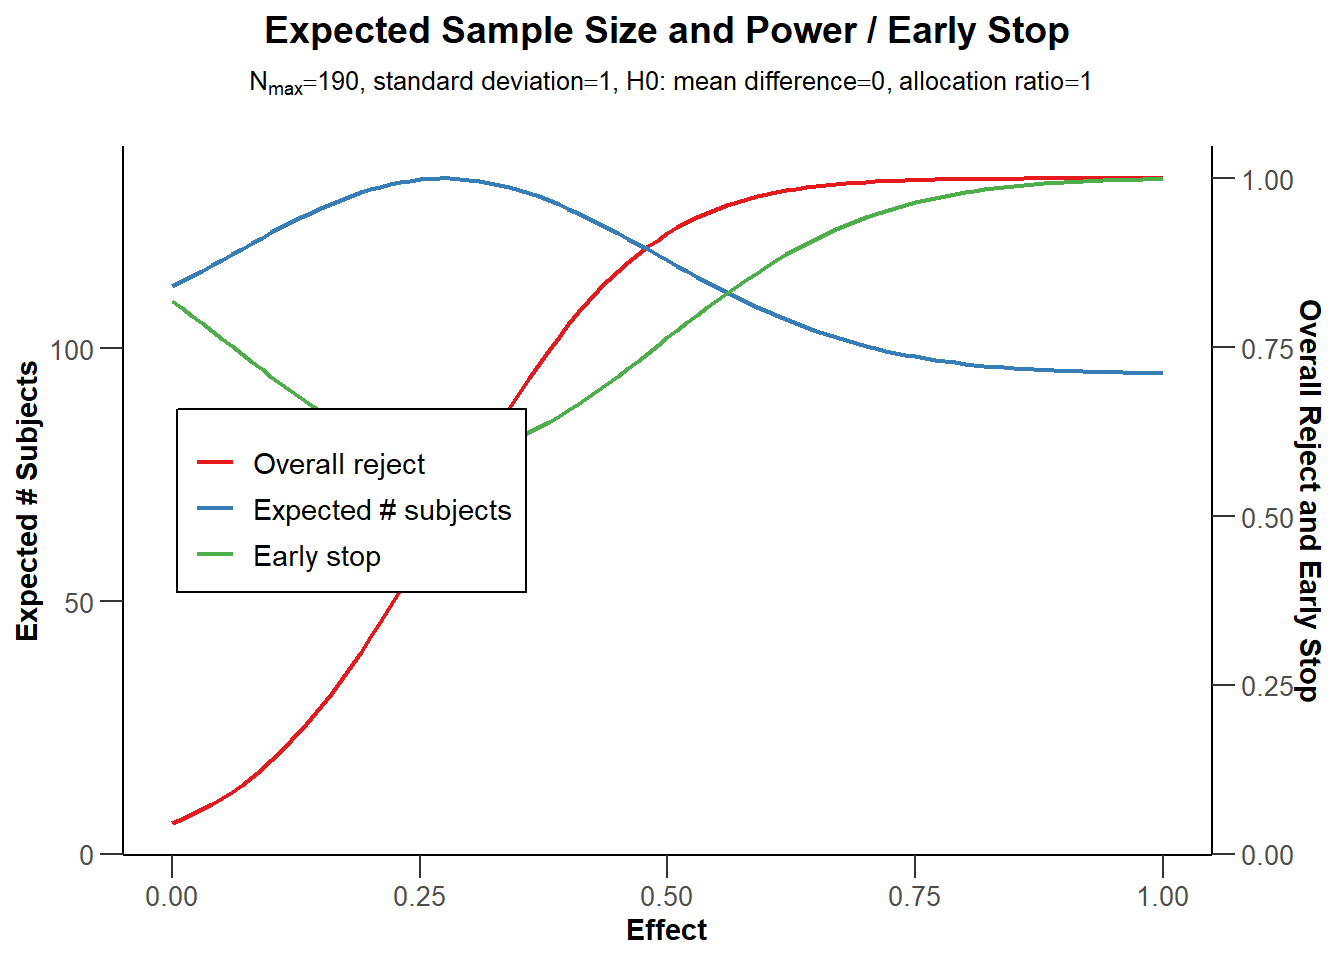 Expected Sample Size and Power / Early Stop
Nmax=190, standard deviation=1, H0: mean difference=0, allocation ratio=1
Expected # Subjects
100
50
0
Overall reject
Expected # subjects
Early stop
1.00
0.75
0.50
0.25
0.00
Overall Reject and Early Stop
0.00 0.25 0.50 0.75 1.00
Effect